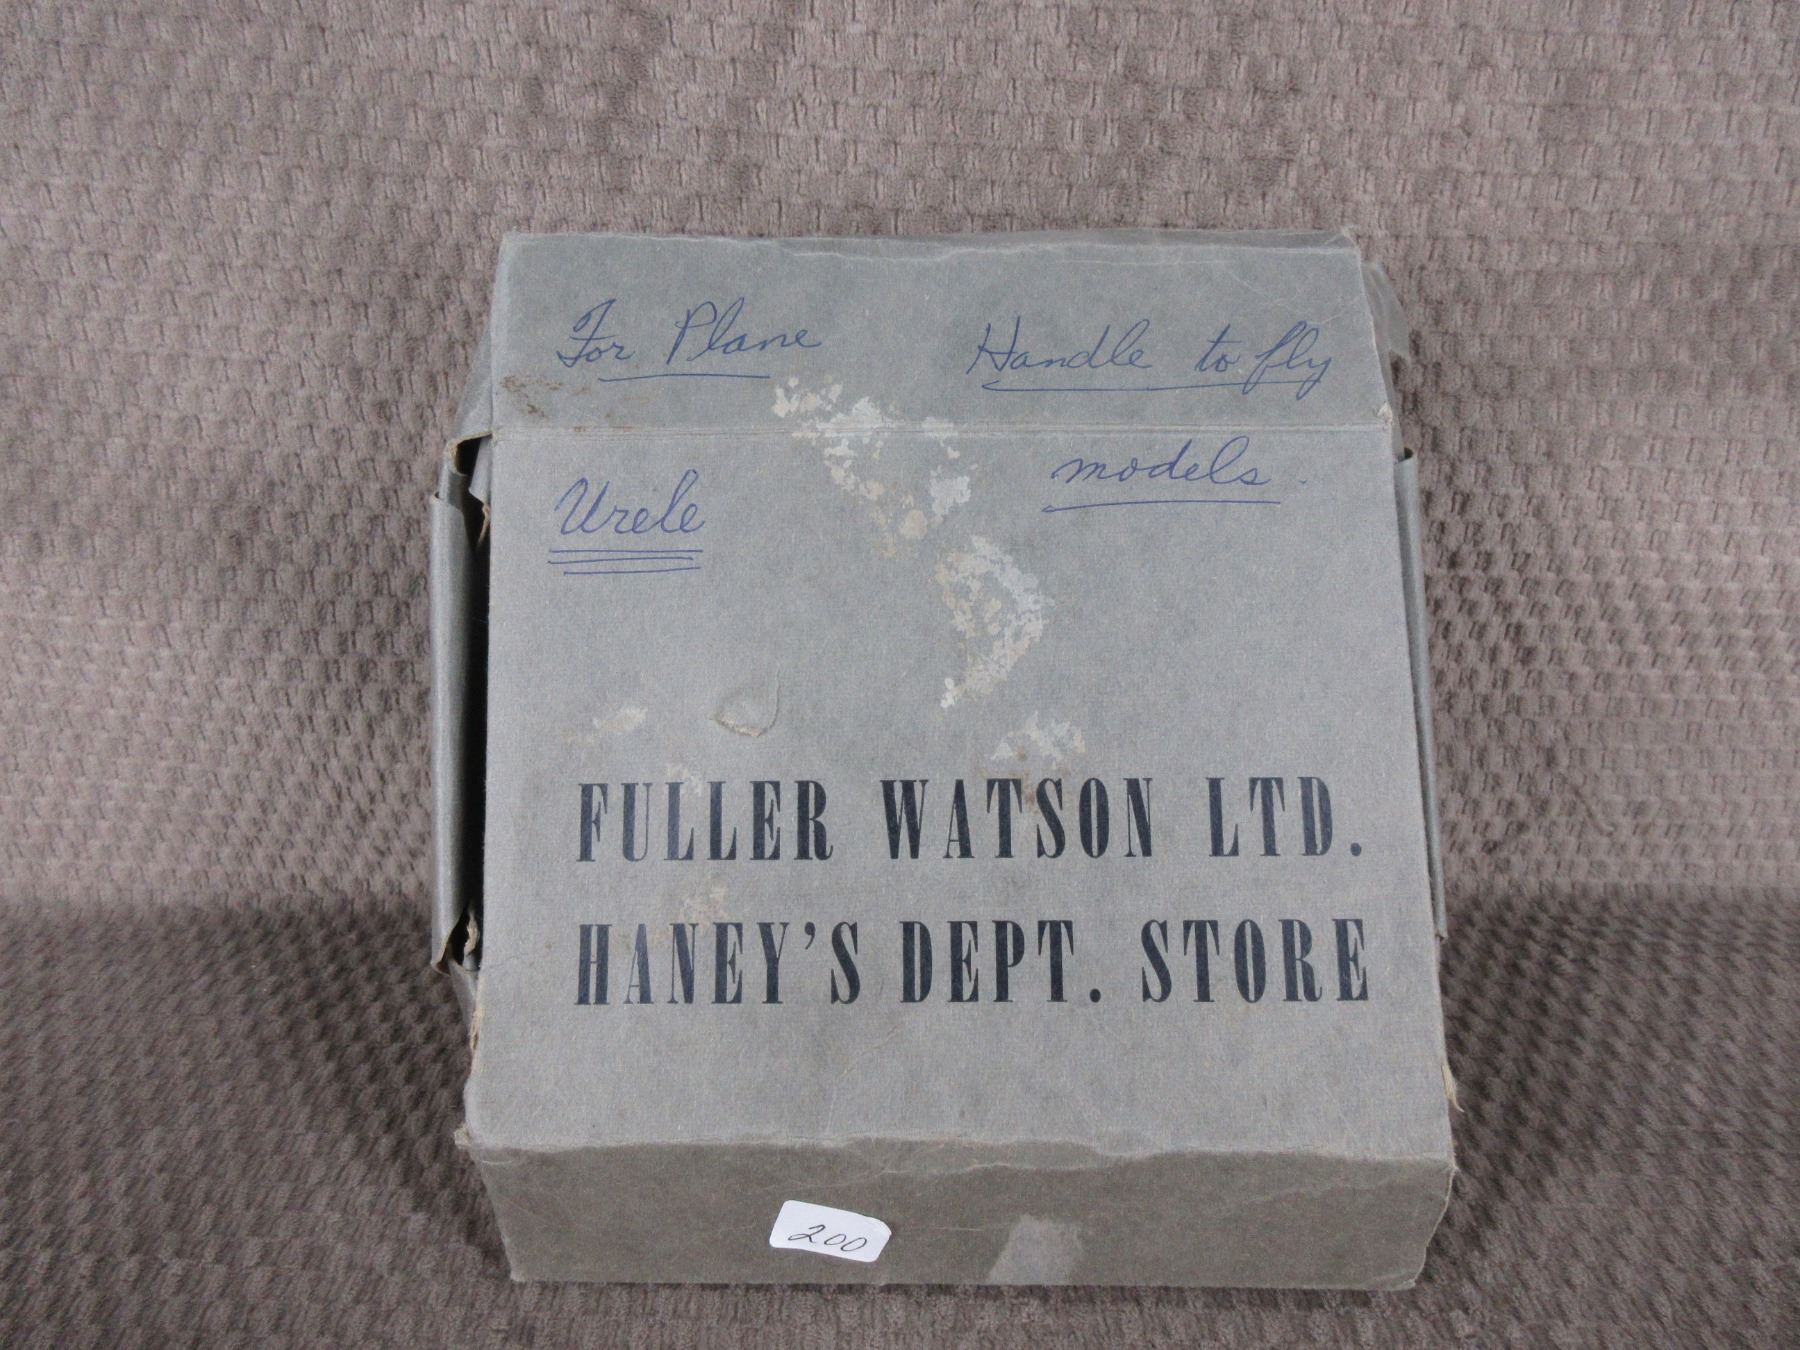 For Plane Handle to fly
Urele models.
FULLER WATSON LTD.
HANEY'S DEPT. STORE
200